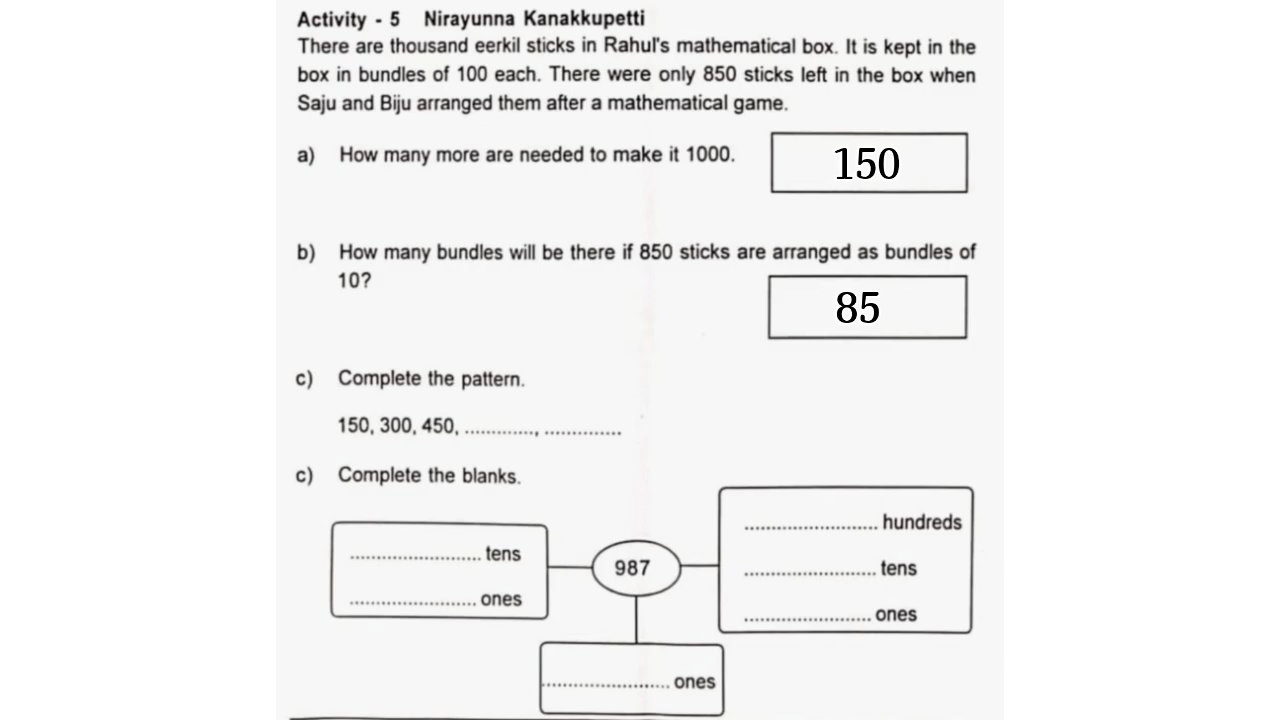 Activity - 5 Nirayunna Kanakkupetti
There are thousand eerkil sticks in Rahul's mathematical box. It is kept in the
box in bundles of 100 each. There were only 850 sticks left in the box when
Saju and Biju arranged them after a mathematical game.
a) How many more are needed to make it 1000.
150
b) How many bundles will be there if 850 sticks are arranged as bundles of
10?
85
c) Complete the pattern.
150, 300, 450, ............., ..............
c) Complete the blanks.
........................ hundreds
........................ tens
987
........................ tens
........................ ones
........................ ones
........................ ones